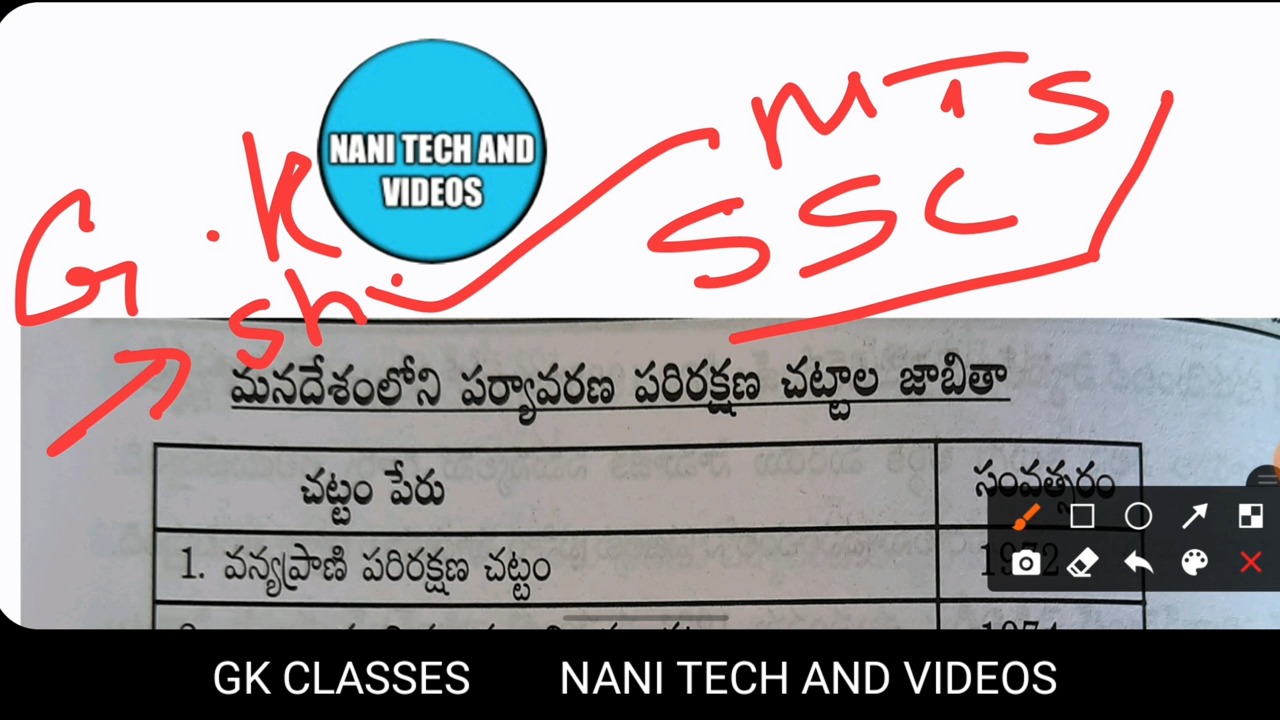 NANI TECH AND
VIDEOS
G.K
sh.
MTS
SSC
మనదేశంలోని పర్యావరణ పరిరక్షణ చట్టాల జాబితా
చట్టం పేరు సంవత్సరం
1. వన్యప్రాణి పరిరక్షణ చట్టం 1972
GK CLASSES NANI TECH AND VIDEOS